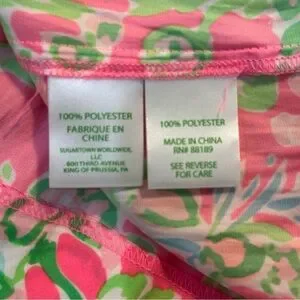 100% POLYESTER
FABRIQUE EN
CHINE
SUGARTOWN WORLDWIDE,
LLC
800 THIRD AVENUE
KING OF PRUSSIA, PA
100% POLYESTER
MADE IN CHINA
RN# 88189
SEE REVERSE
FOR CARE